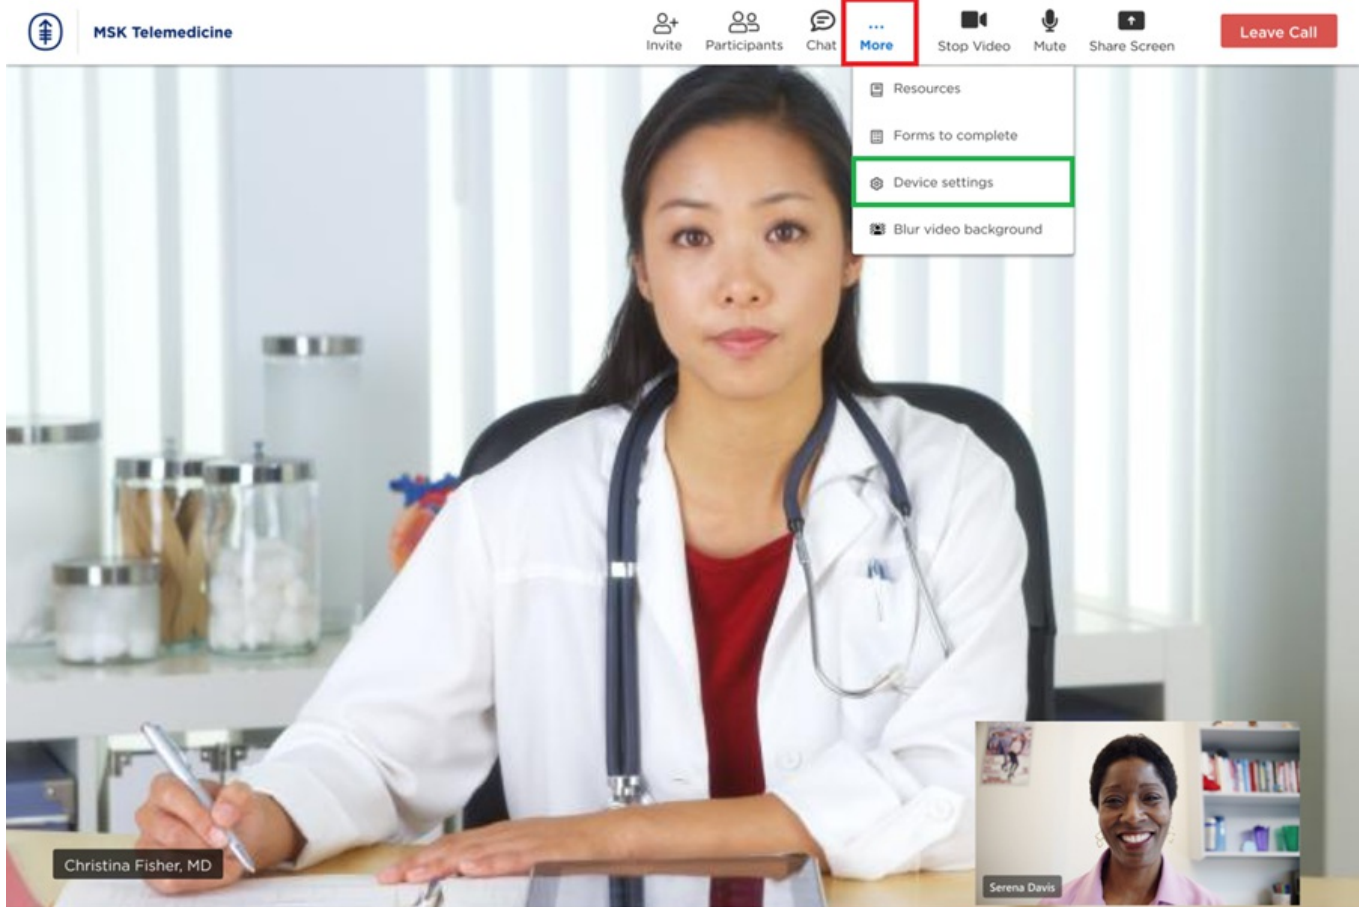 MSK Telemedicine
Invite
Participants
Chat
...
More
Stop Video
Mute
Share Screen
Leave Call
Resources
Forms to complete
Device settings
Blur video background
Christina Fisher, MD
Serena Davis